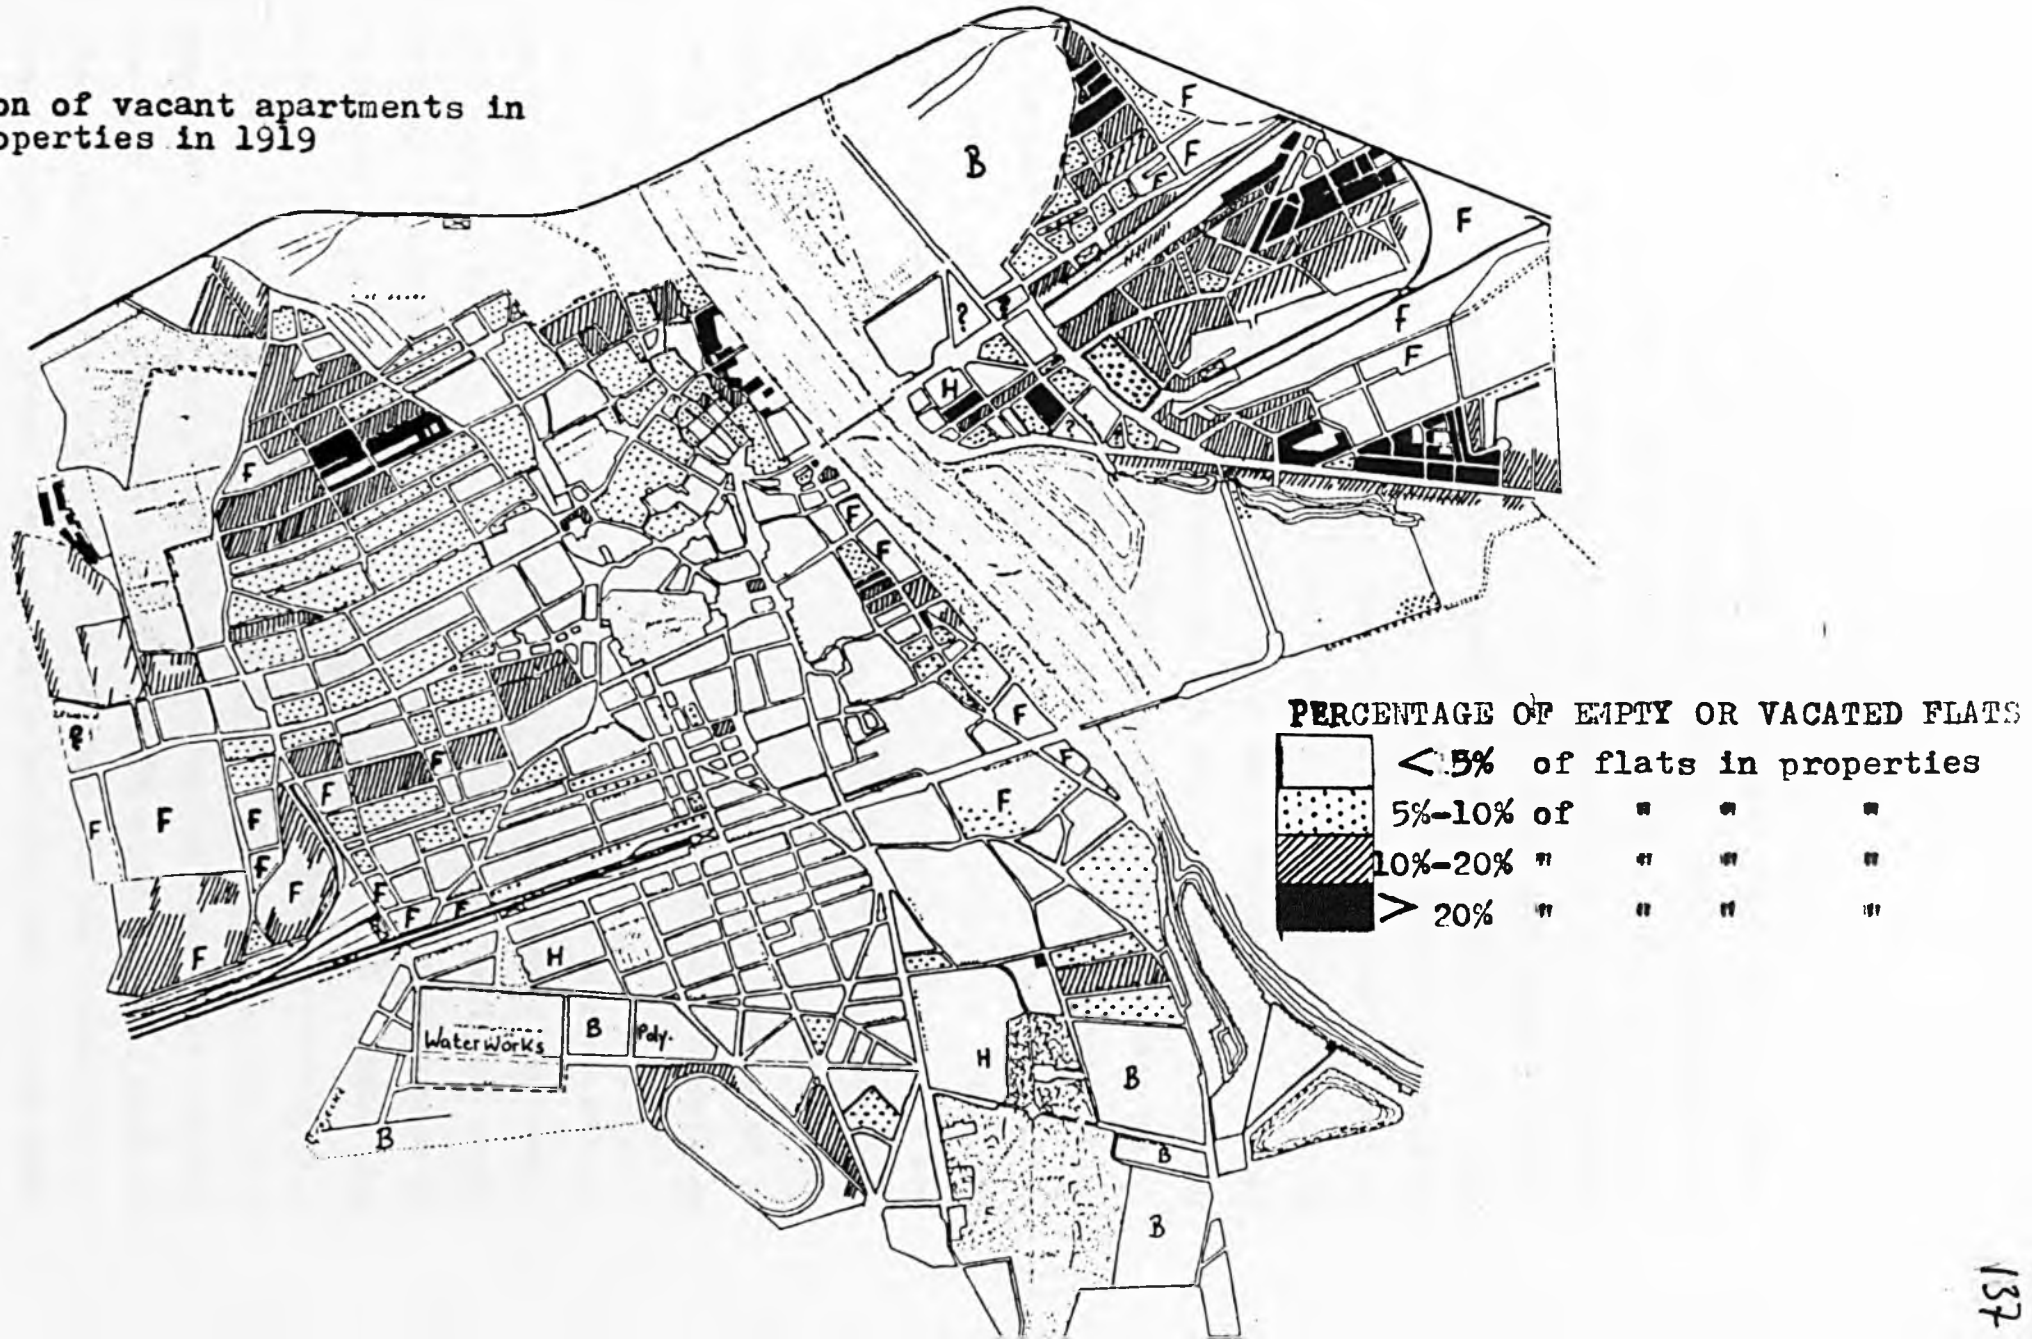 on of vacant apartments in
operties in 1919
F
B
F
F
F
?
?
F
F
H
?
F
F
F
F
?
F
F
F
F
F
F
F
F
F
F
F
F
F
H
Waterworks
B
Poly.
H
B
B
B
B
PERCENTAGE OF EMPTY OR VACATED FLATS
< 5% of flats in properties
5%-10% of " " "
10%-20% " " " "
> 20% " " " "
137